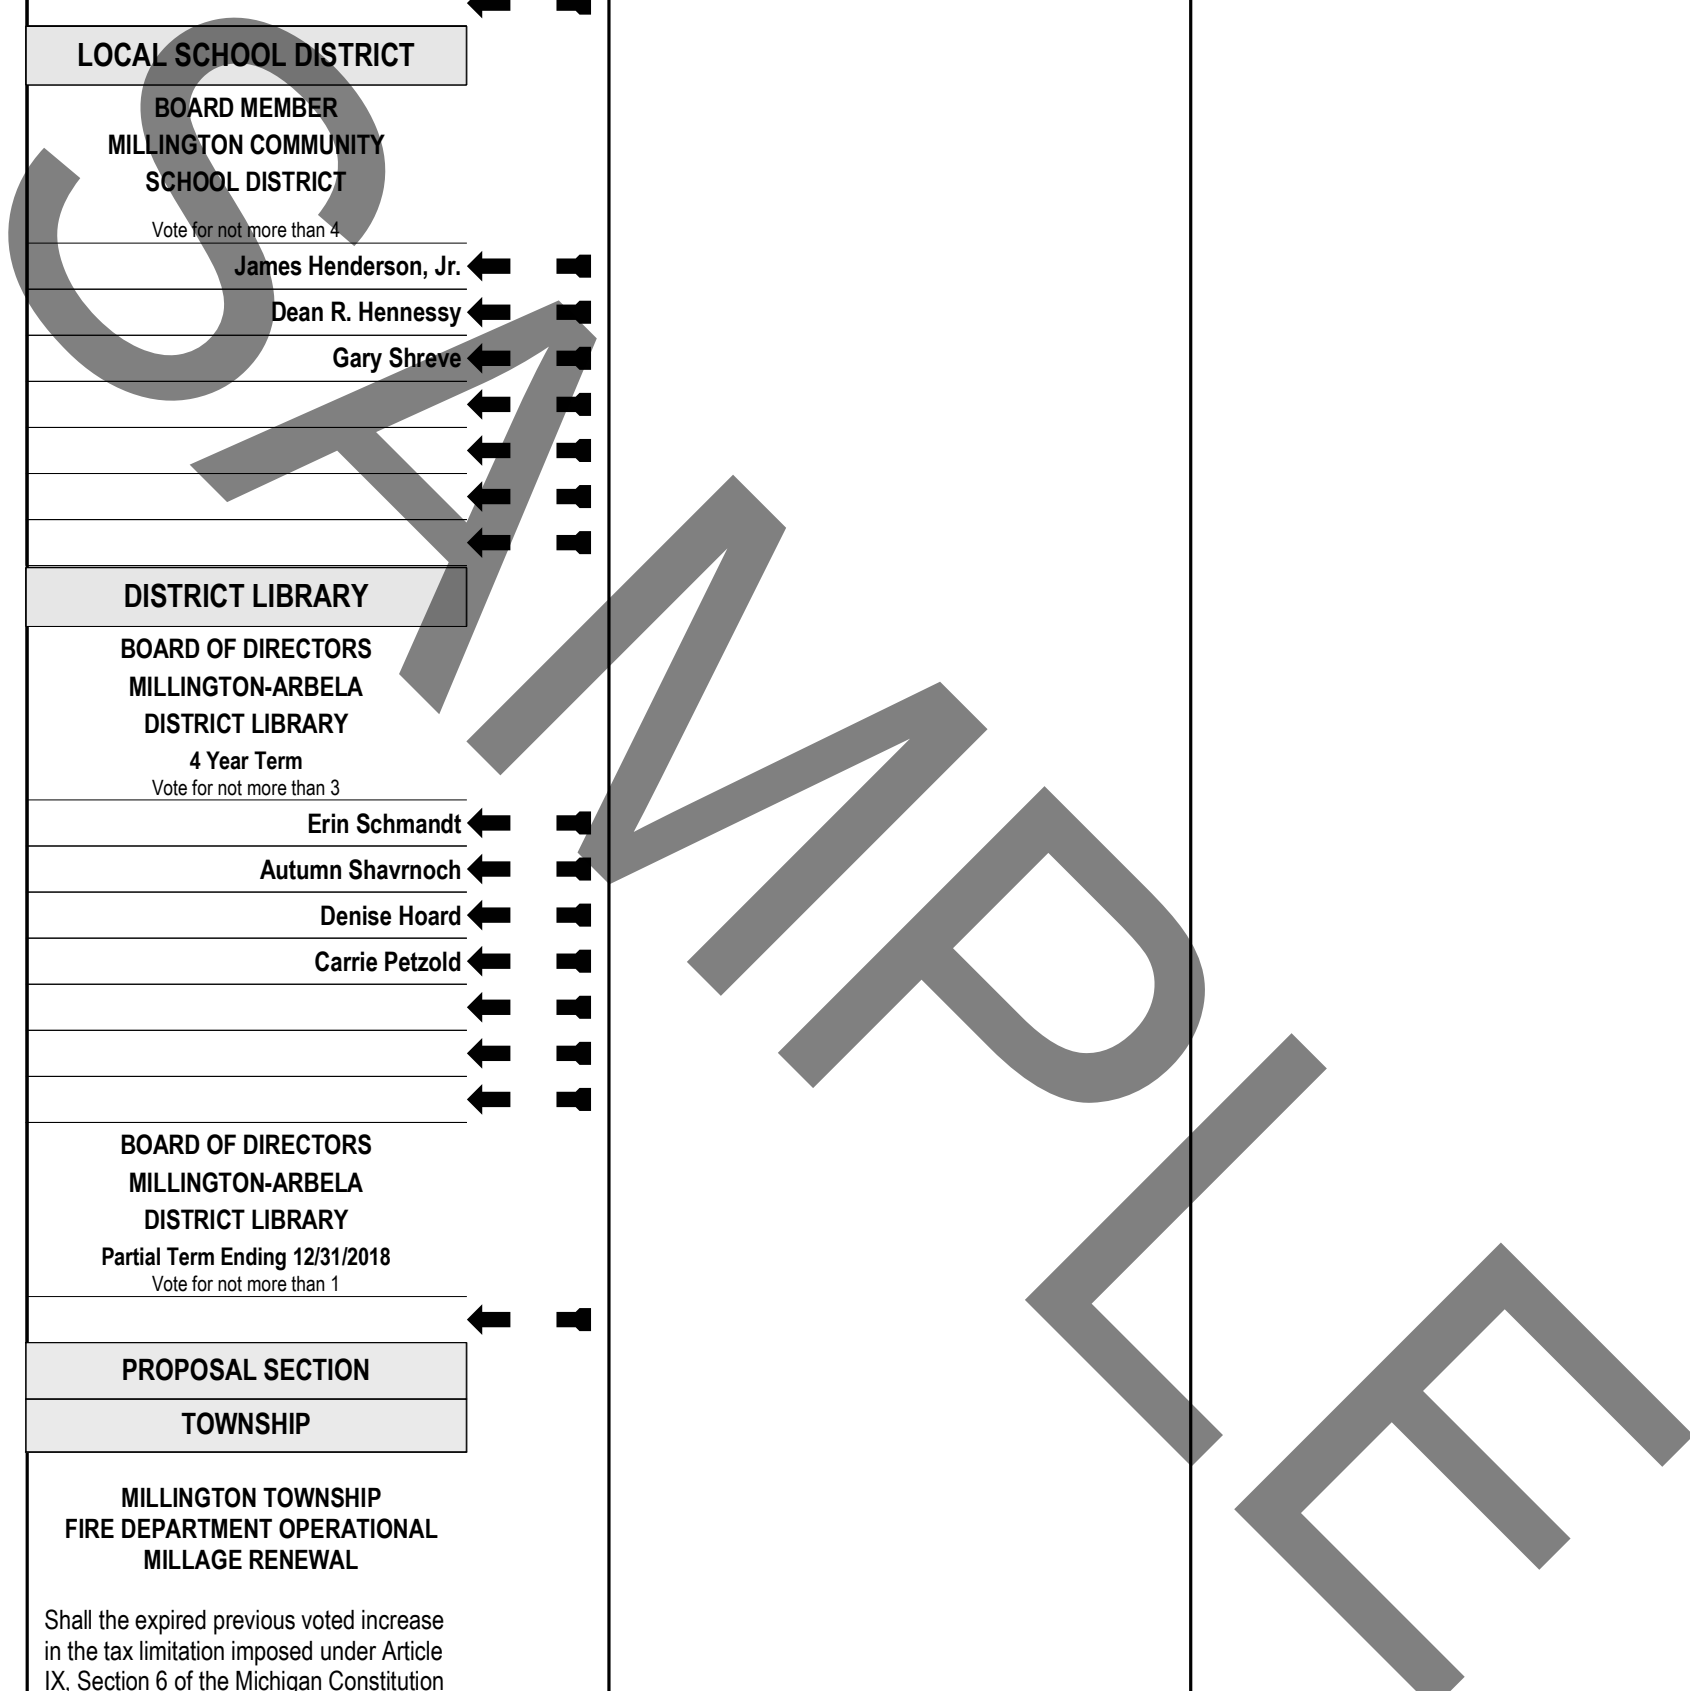 LOCAL SCHOOL DISTRICT
BOARD MEMBER
MILLINGTON COMMUNITY
SCHOOL DISTRICT
Vote for not more than 4
James Henderson, Jr.
Dean R. Hennessy
Gary Shreve
DISTRICT LIBRARY
BOARD OF DIRECTORS
MILLINGTON-ARBELA
DISTRICT LIBRARY
4 Year Term
Vote for not more than 3
Erin Schmandt
Autumn Shavrnoch
Denise Hoard
Carrie Petzold
BOARD OF DIRECTORS
MILLINGTON-ARBELA
DISTRICT LIBRARY
Partial Term Ending 12/31/2018
Vote for not more than 1
PROPOSAL SECTION
TOWNSHIP
MILLINGTON TOWNSHIP
FIRE DEPARTMENT OPERATIONAL
MILLAGE RENEWAL
Shall the expired previous voted increase
in the tax limitation imposed under Article
IX, Section 6 of the Michigan Constitution
SAMPLE